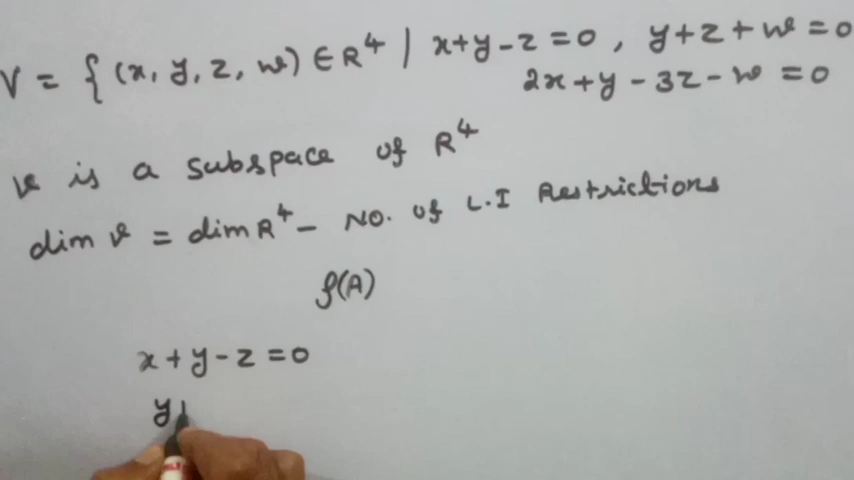 V = { (x, y, z, w) ∈ R⁴ | x+y-z=0, y+z+w=0
2x+y-3z-w=0
V is a subspace of R⁴
dim V = dim R⁴ - No. of L.I Restrictions
ρ(A)
x+y-z=0
y